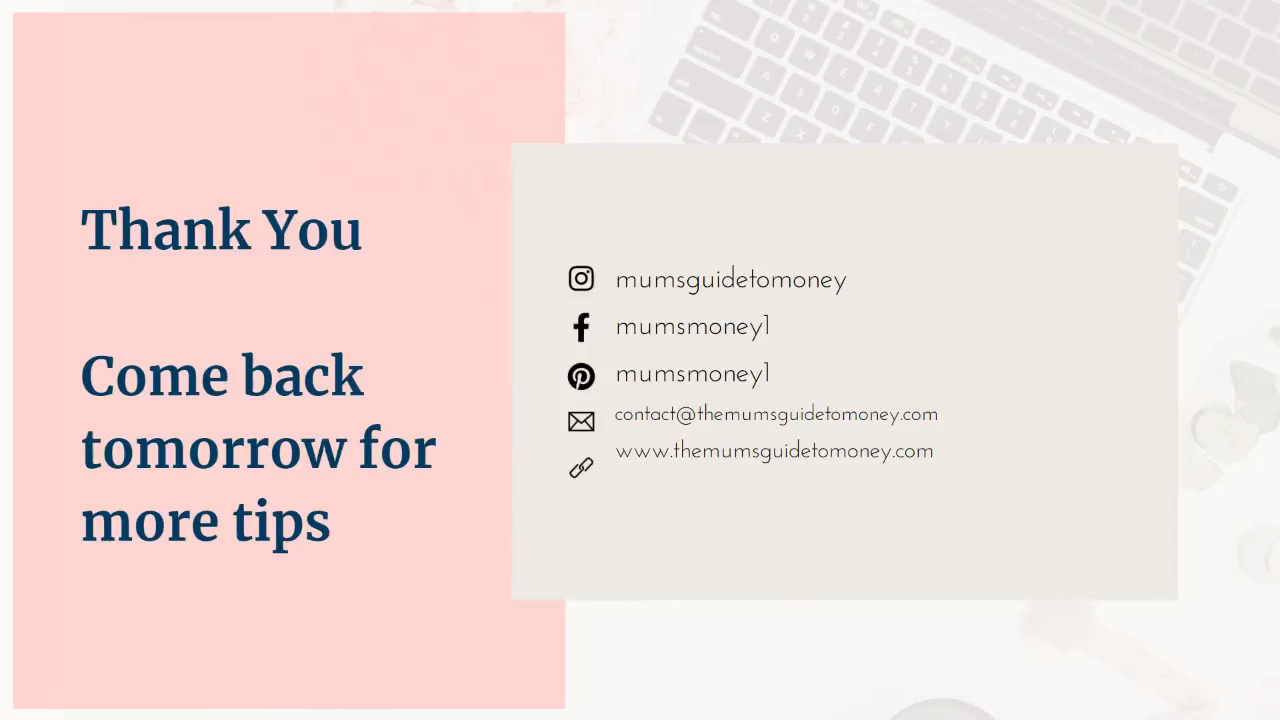 Thank You
Come back
tomorrow for
more tips
mumsguidetomoney
mumsmoney1
mumsmoney1
contact@themumsguidetomoney.com
www.themumsguidetomoney.com